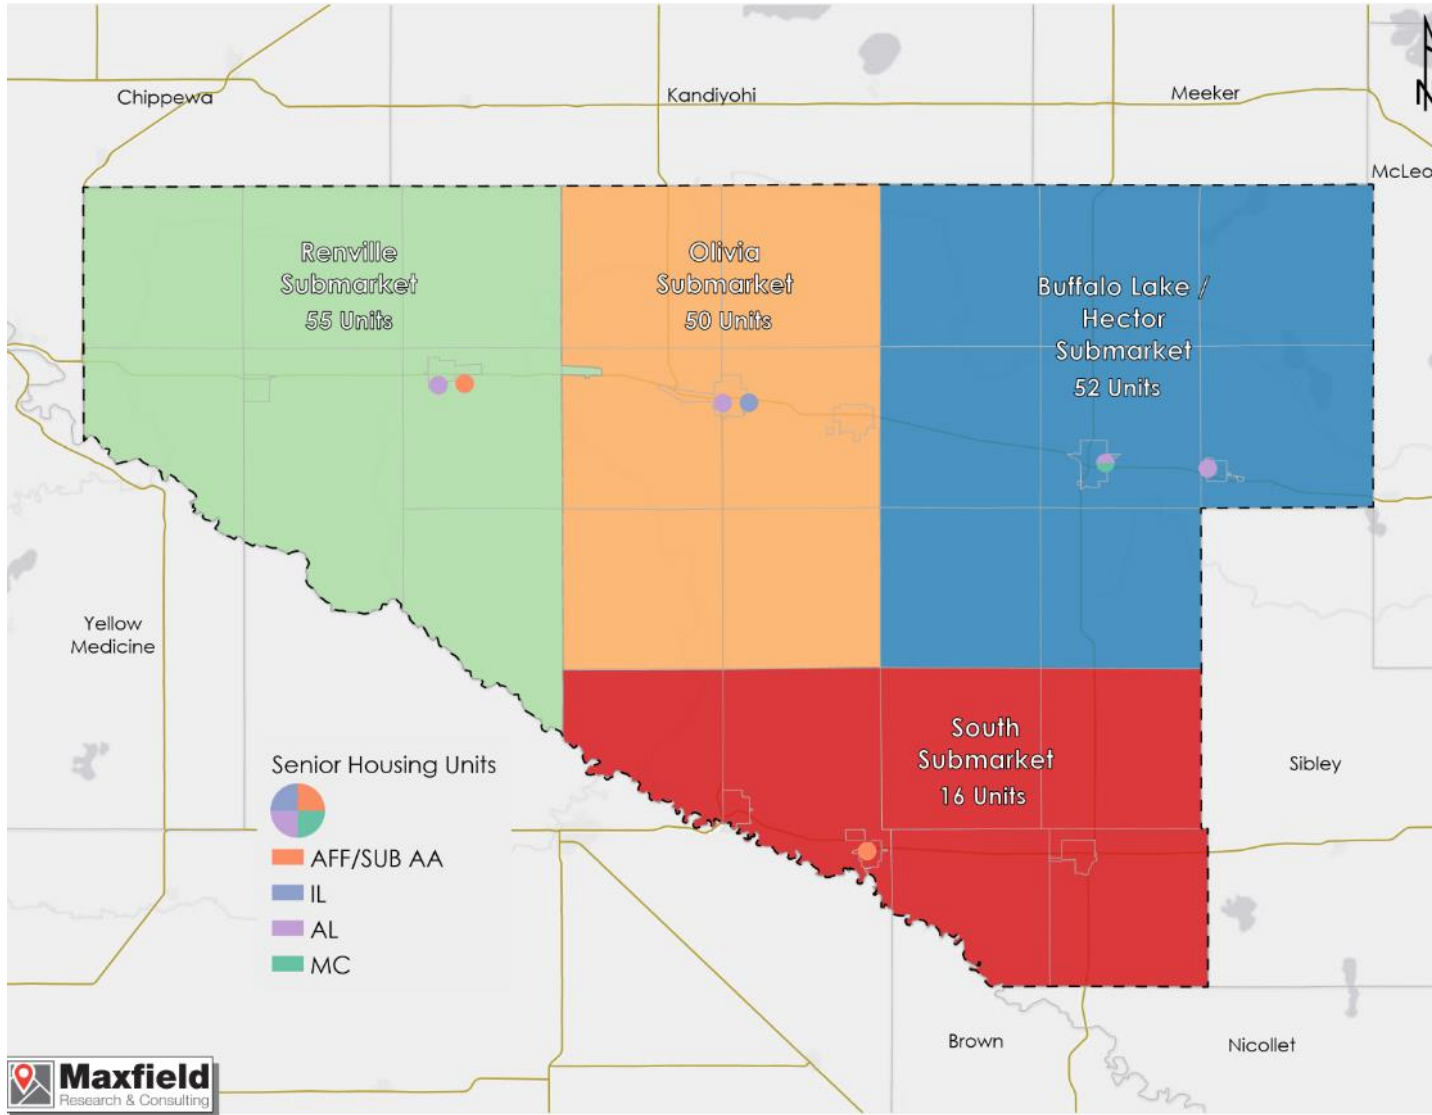 Chippewa
Kandiyohi
Meeker
McLeo
N
Renville
Submarket
55 Units
Olivia
Submarket
50 Units
Buffalo Lake /
Hector
Submarket
52 Units
Yellow
Medicine
South
Submarket
16 Units
Sibley
Senior Housing Units
AFF/SUB AA
IL
AL
MC
Brown
Nicollet
Maxfield
Research & Consulting